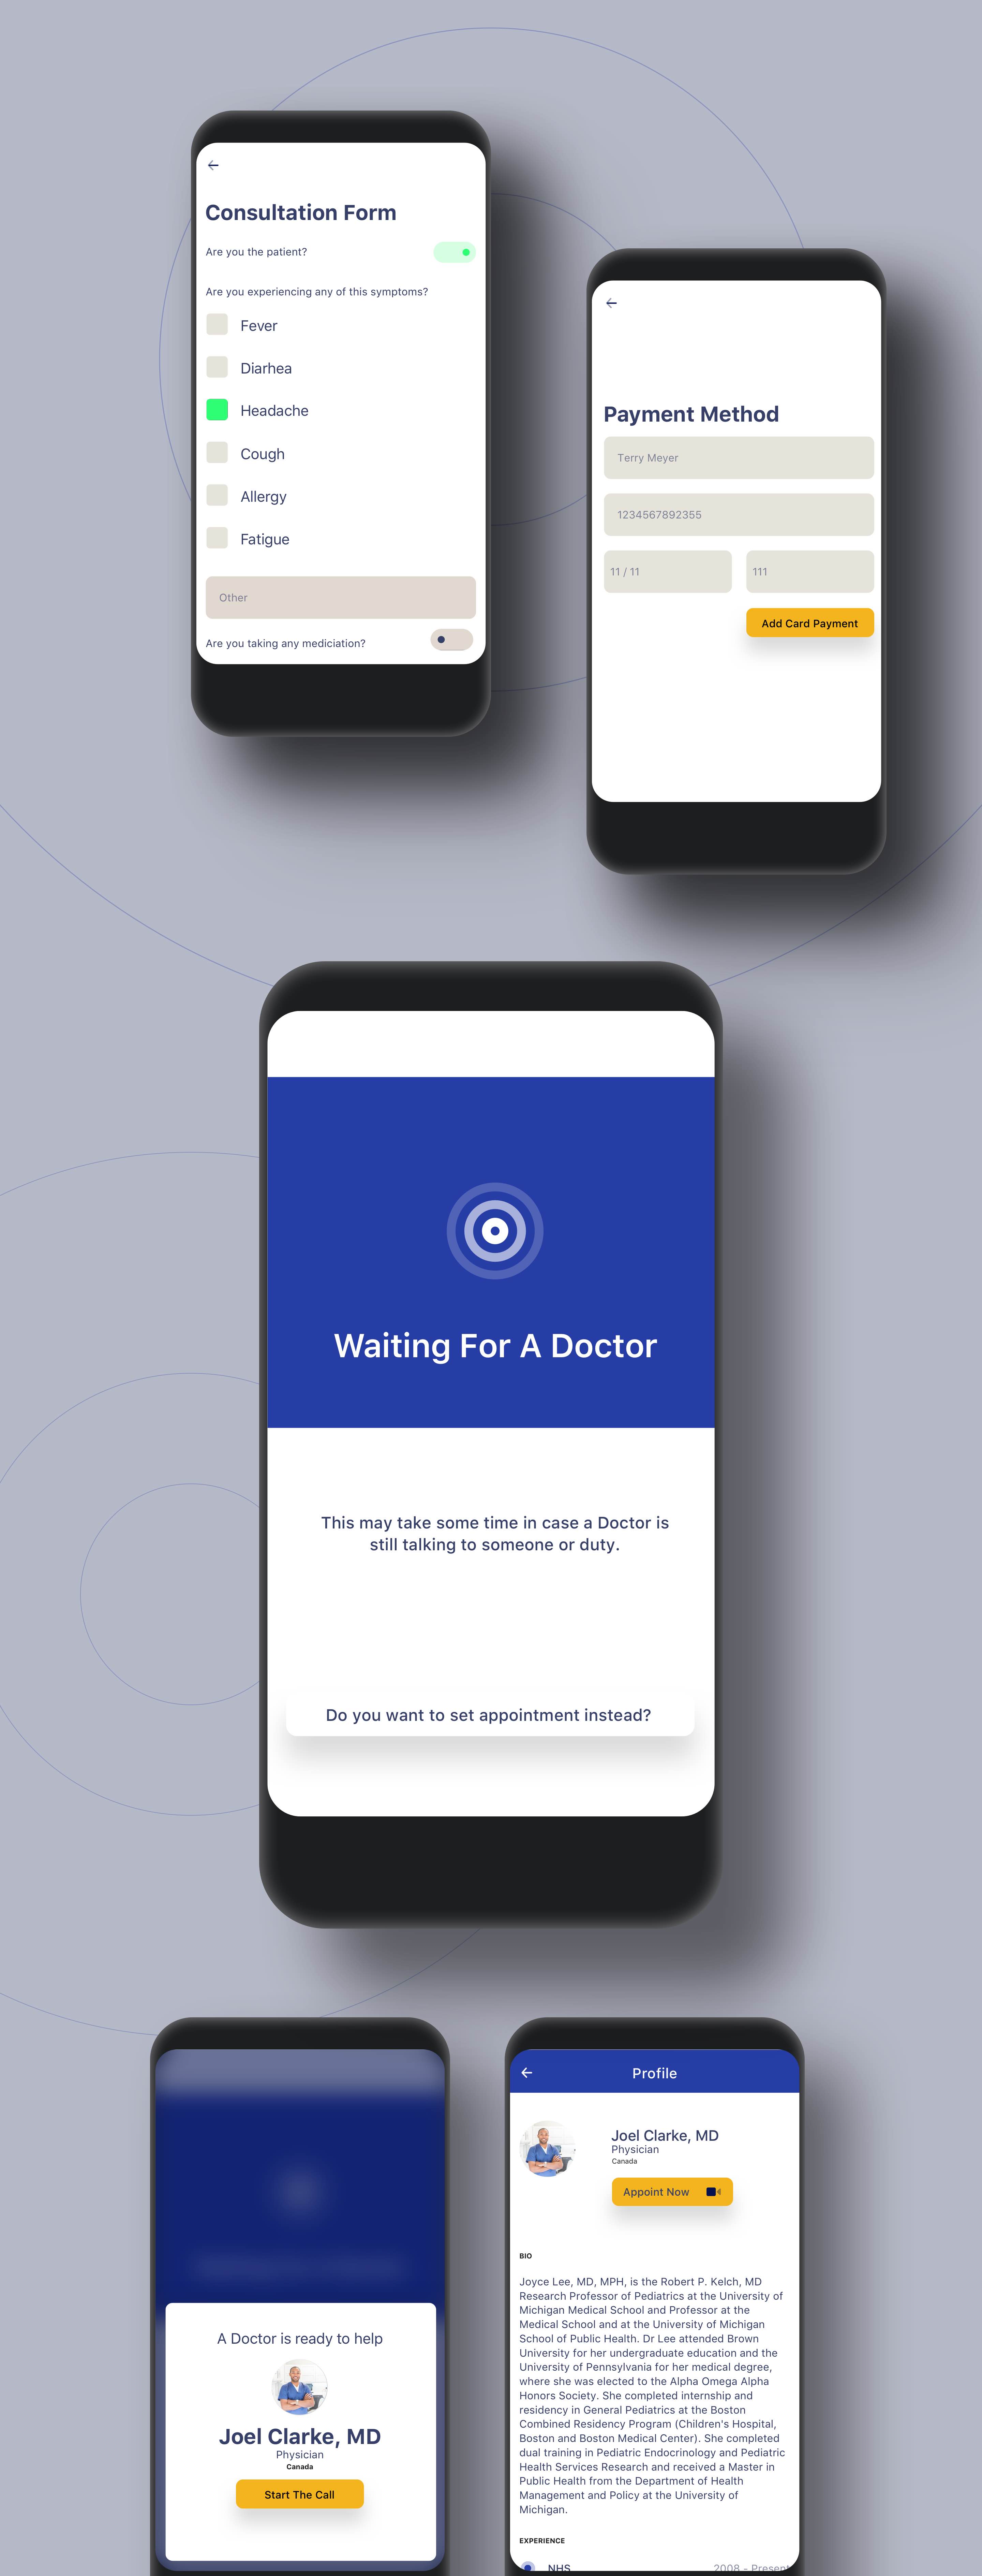 Consultation Form
Are you the patient?
Are you experiencing any of this symptoms?
Fever
Diarhea
Headache
Cough
Allergy
Fatigue
Other
Are you taking any mediciation?
Payment Method
Terry Meyer
1234567892355
11 / 11
111
Add Card Payment
Waiting For A Doctor
This may take some time in case a Doctor is
still talking to someone or duty.
Do you want to set appointment instead?
A Doctor is ready to help
Joel Clarke, MD
Physician
Canada
Start The Call
Profile
Joel Clarke, MD
Physician
Canada
Appoint Now
BIO
Joyce Lee, MD, MPH, is the Robert P. Kelch, MD
Research Professor of Pediatrics at the University of
Michigan Medical School and Professor at the
Medical School and at the University of Michigan
School of Public Health. Dr Lee attended Brown
University for her undergraduate education and the
University of Pennsylvania for her medical degree,
where she was elected to the Alpha Omega Alpha
Honors Society. She completed internship and
residency in General Pediatrics at the Boston
Combined Residency Program (Children's Hospital,
Boston and Boston Medical Center). She completed
dual training in Pediatric Endocrinology and Pediatric
Health Services Research and received a Master in
Public Health from the Department of Health
Management and Policy at the University of
Michigan.
EXPERIENCE
NHS
2008 - Present